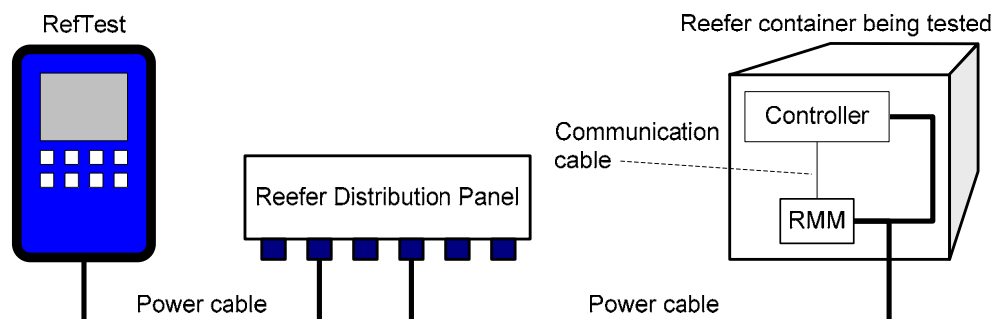 RefTest
Reefer container being tested
Controller
Communication
cable
Reefer Distribution Panel
RMM
Power cable
Power cable